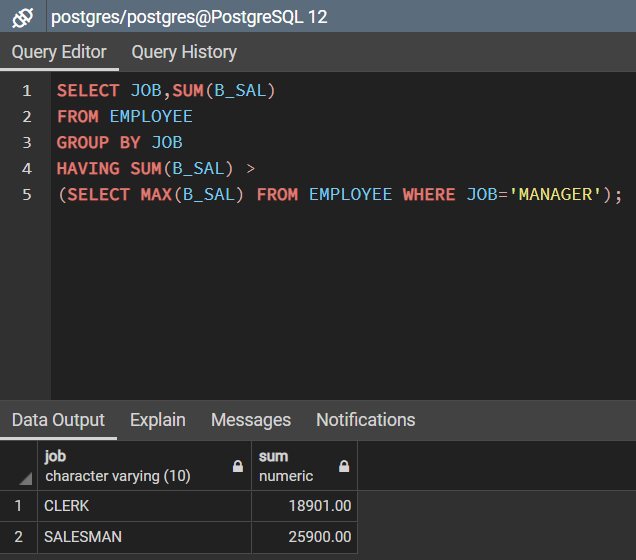 postgres/postgres@PostgreSQL 12
Query Editor Query History
1 SELECT JOB,SUM(B_SAL)
2 FROM EMPLOYEE
3 GROUP BY JOB
4 HAVING SUM(B_SAL) >
5 (SELECT MAX(B_SAL) FROM EMPLOYEE WHERE JOB='MANAGER');
Data Output Explain Messages Notifications
job sum
character varying (10) numeric
1 CLERK 18901.00
2 SALESMAN 25900.00